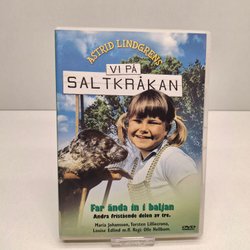 ASTRID LINDGRENS
VI PÅ
SALTKRÅKAN
Far ända in i baljan
Andra fristående delen av tre.
Maria Johansson, Torsten Lilliecrona,
Louise Edlind m.fl. Regi: Olle Hellbom.
DVD